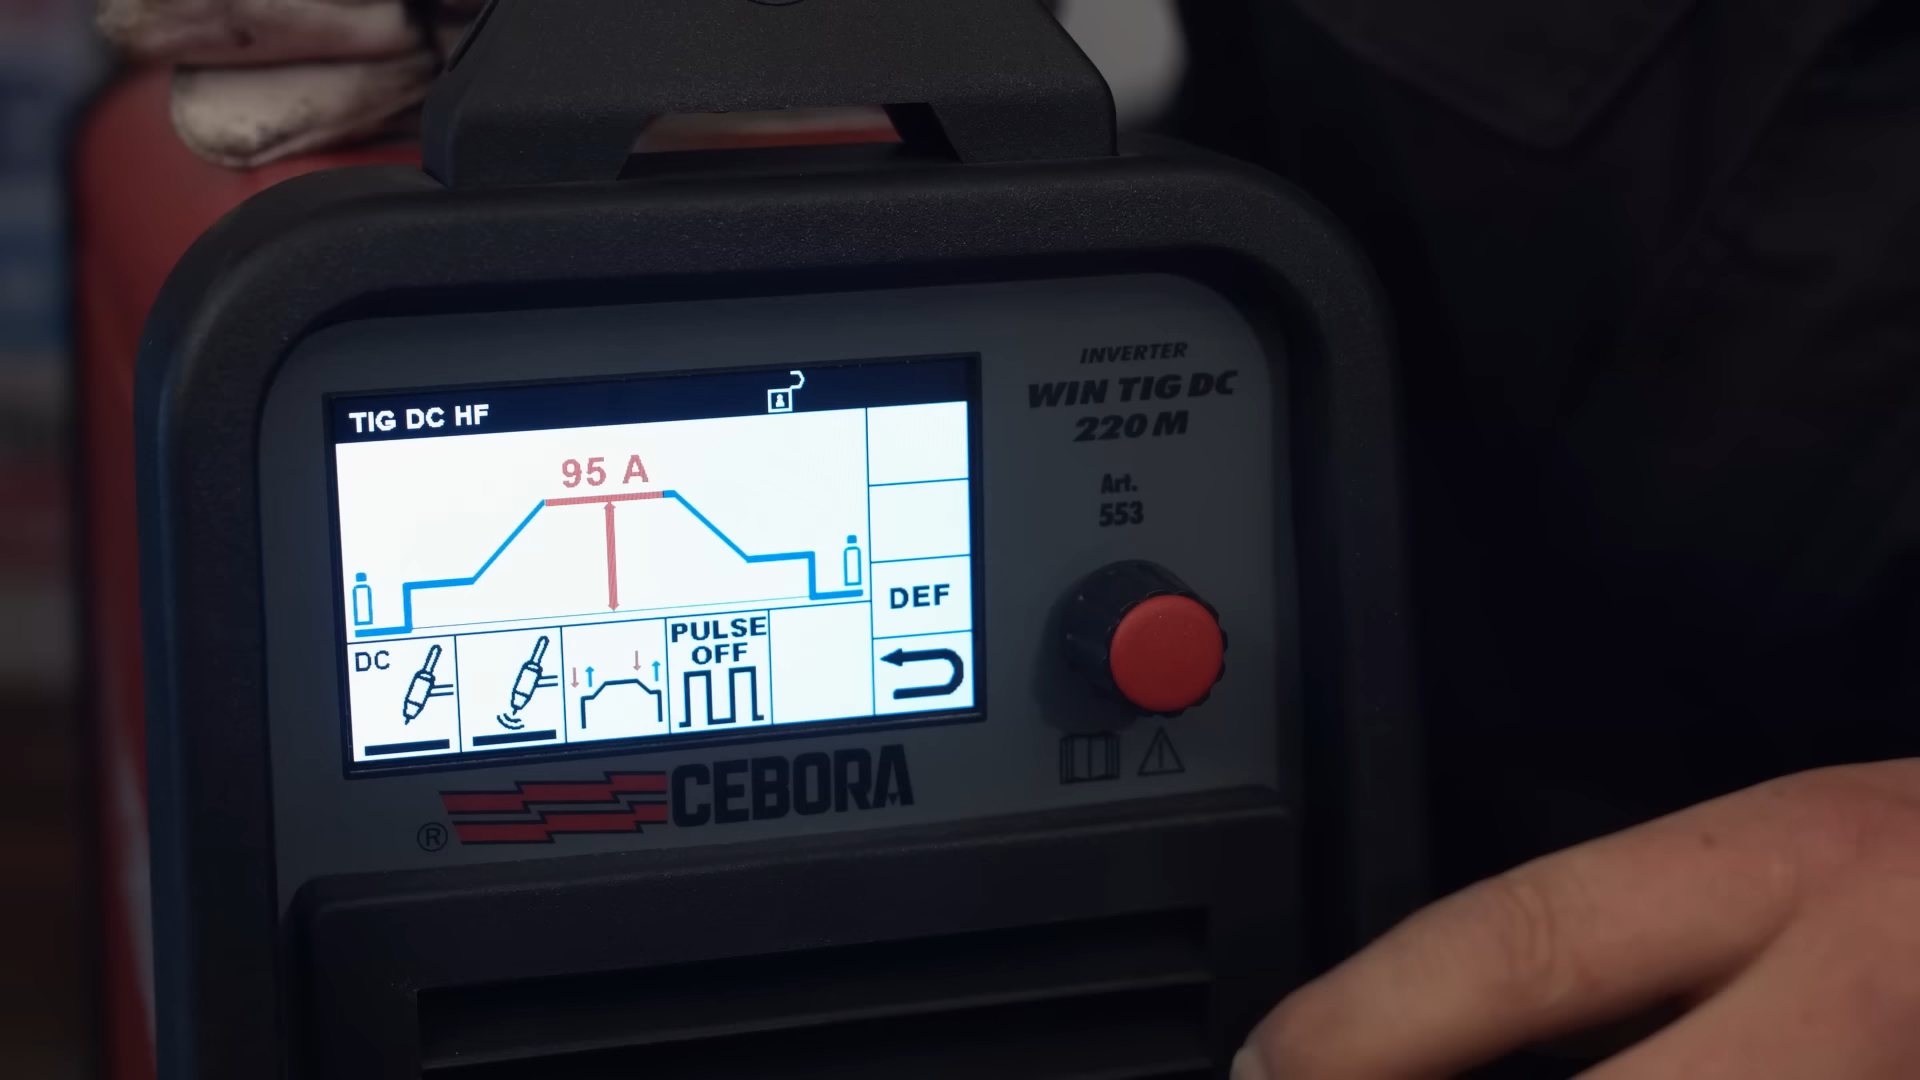 INVERTER
WIN TIG DC
220 M
Art.
553
TIG DC HF
95 A
DEF
DC
PULSE
OFF
CEBORA
®